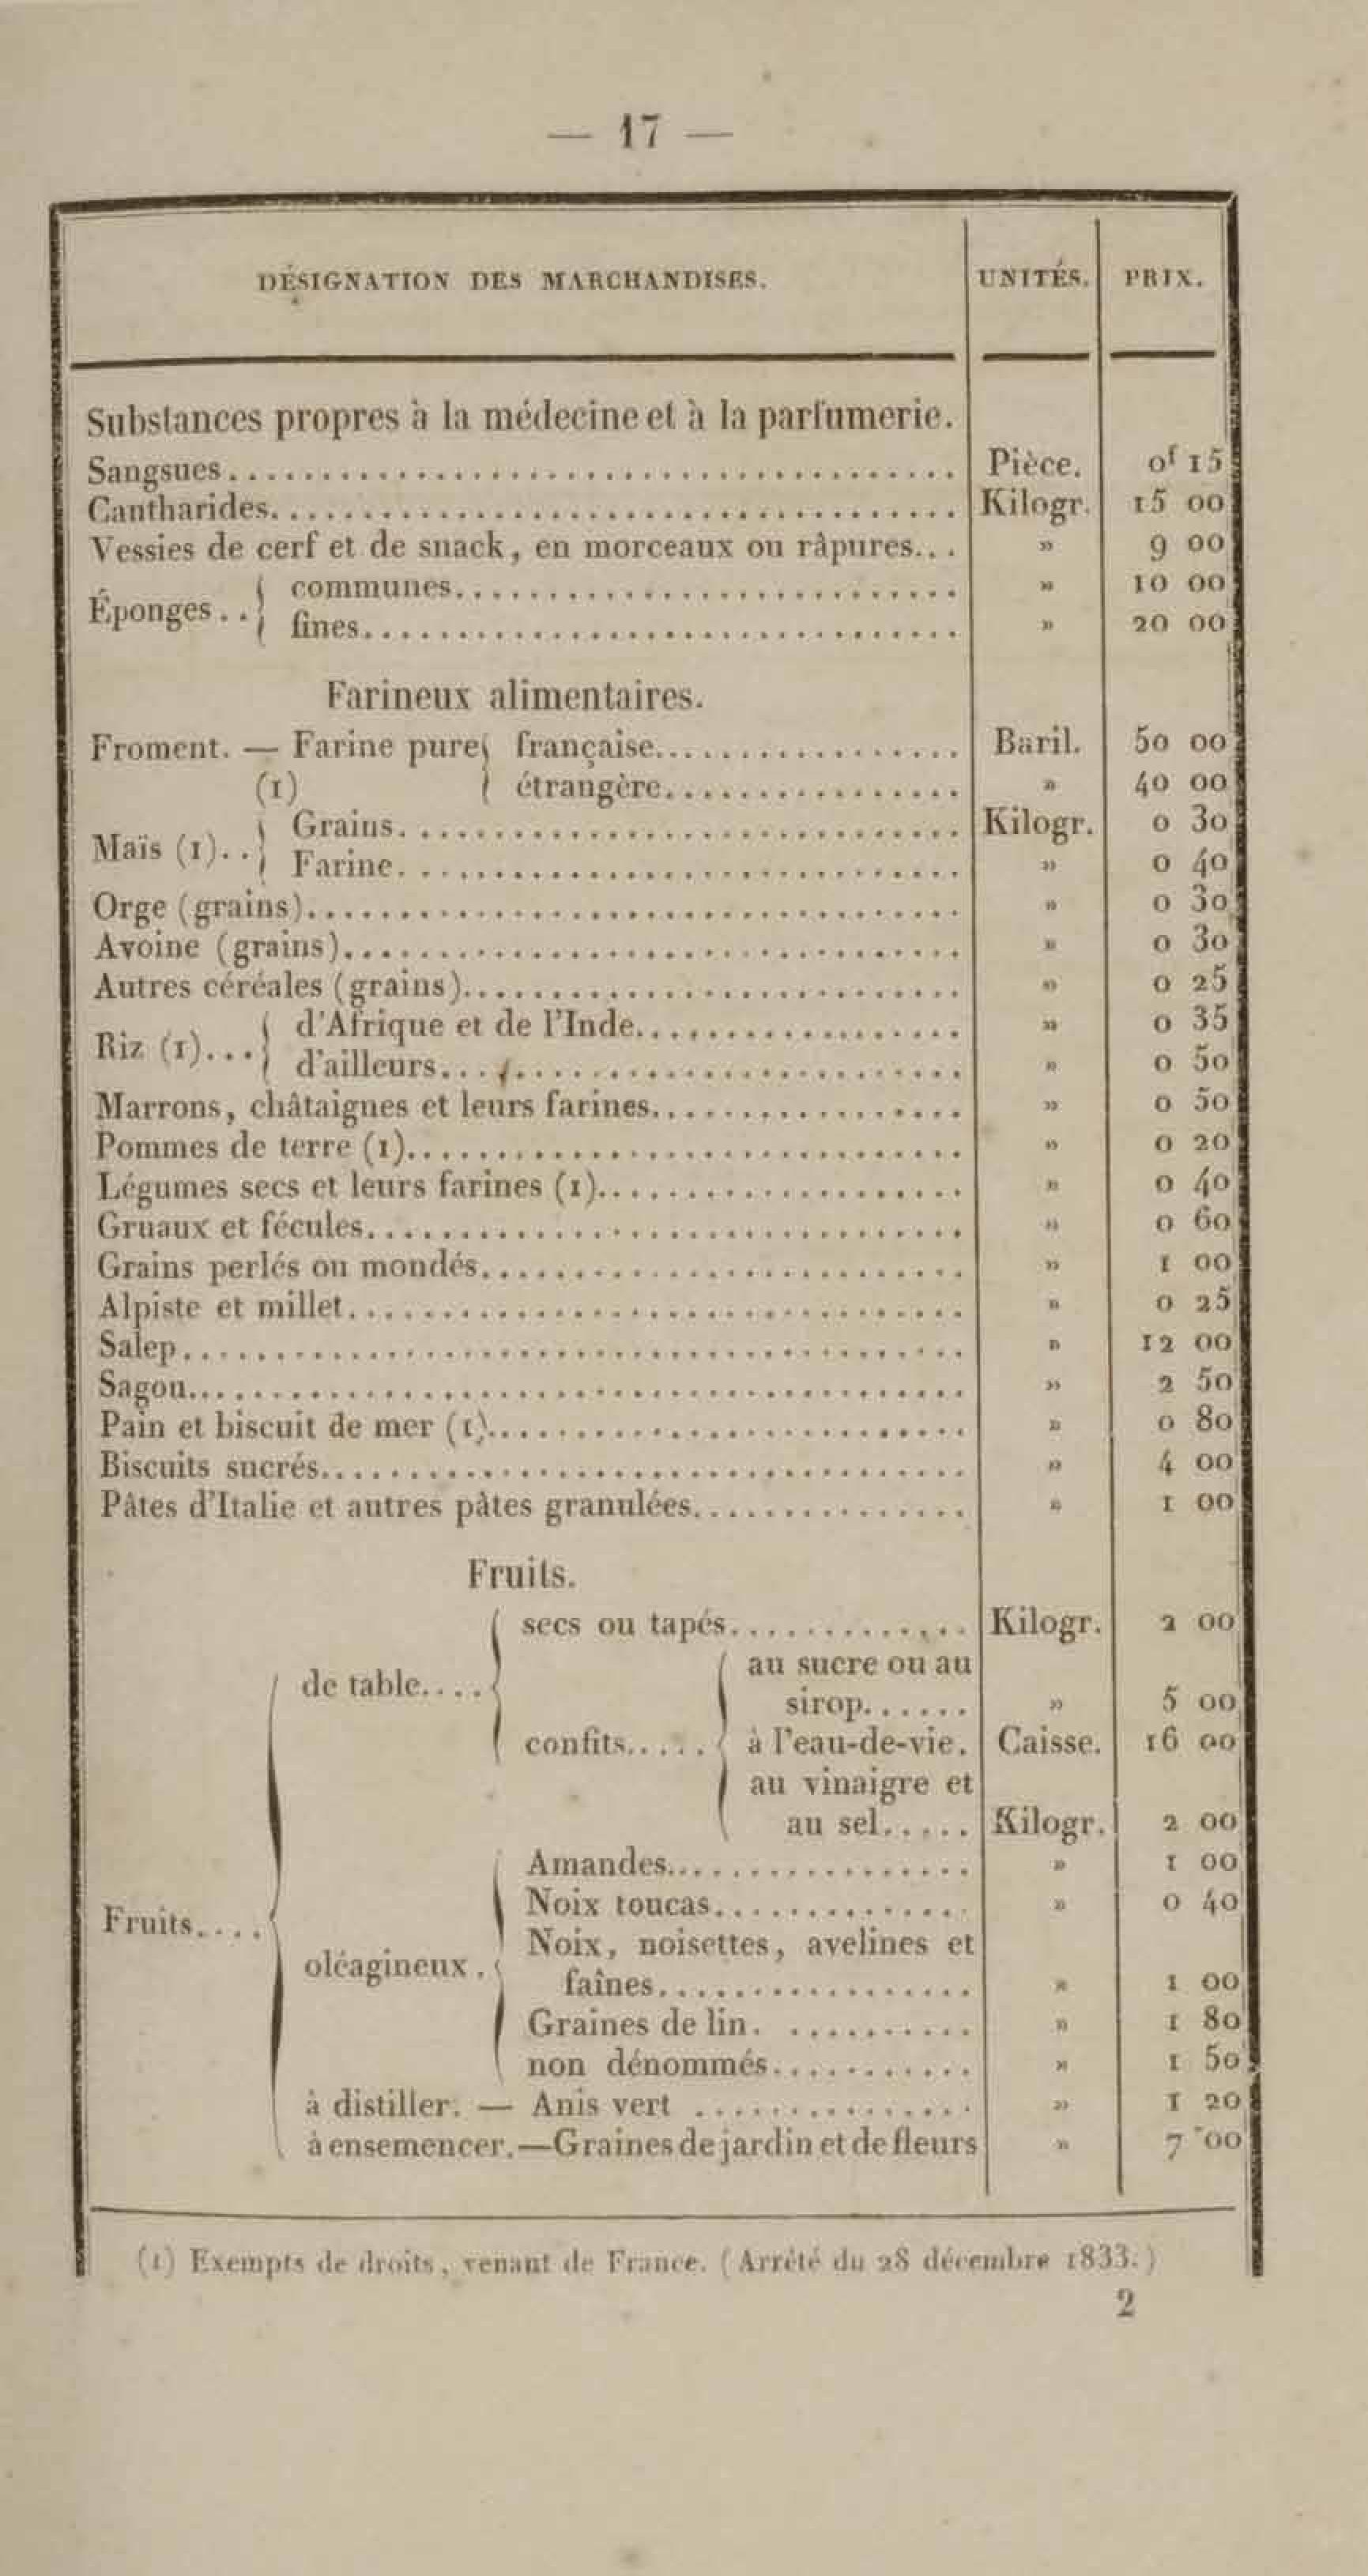 — 17 —
DÉSIGNATION DES MARCHANDISES. UNITÉS. PRIX.
Substances propres à la médecine et à la parfumerie.
Sangsues........ Pièce. 0f 15
Cantharides........ Kilogr. 15 00
Vessies de cerf et de snack, en morceaux ou râpures... » 9 00
Éponges.. communes........ » 10 00
fines........ » 20 00
Farineux alimentaires.
Froment. — Farine pure française........ Baril. 50 00
(1) étrangère........ » 40 00
Maïs (1).. Grains........ Kilogr. 0 30
Farine........ » 0 40
Orge (grains)........ » 0 30
Avoine (grains)........ » 0 30
Autres céréales (grains)........ » 0 25
Riz (1)... d'Afrique et de l'Inde........ » 0 35
d'ailleurs........ » 0 50
Marrons, châtaignes et leurs farines........ » 0 50
Pommes de terre (1)........ » 0 20
Légumes secs et leurs farines (1)........ » 0 40
Gruaux et fécules........ » 0 60
Grains perlés ou mondés........ » 1 00
Alpiste et millet........ » 0 25
Salep........ » 12 00
Sagou........ » 2 50
Pain et biscuit de mer (1)........ » 0 80
Biscuits sucrés........ » 4 00
Pâtes d'Italie et autres pâtes granulées........ » 1 00
Fruits.
secs ou tapés........ Kilogr. 2 00
au sucre ou au
de table....
sirop...... » 5 00
confits..... à l'eau-de-vie. Caisse. 16 00
au vinaigre et
au sel..... Kilogr. 2 00
Amandes........ » 1 00
Noix toucas........ » 0 40
Fruits....
Noix, noisettes, avelines et
oléagineux.
faînes........ » 1 00
Graines de lin. ........ » 1 80
non dénommés........ » 1 50
à distiller. — Anis vert ........ » 1 20
à ensemencer.—Graines de jardin et de fleurs » 7 00
(1) Exempts de droits, venant de France. (Arrêté du 28 décembre 1833.)
2